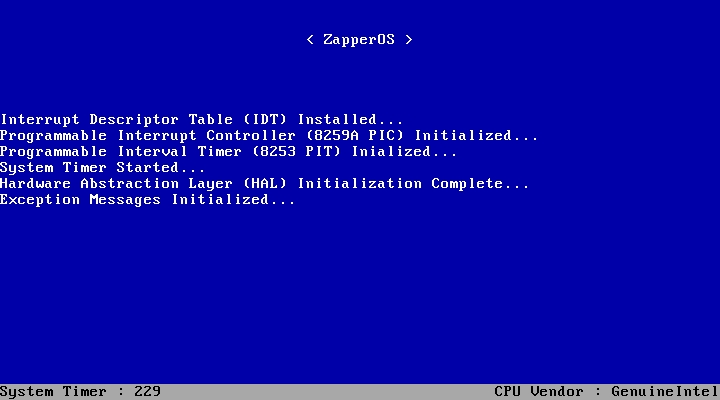 < ZapperOS >
Interrupt Descriptor Table (IDT) Installed...
Programmable Interrupt Controller (8259A PIC) Initialized...
Programmable Interval Timer (8253 PIT) Inialized...
System Timer Started...
Hardware Abstraction Layer (HAL) Initialization Complete...
Exception Messages Initialized...
System Timer : 229 CPU Vendor : GenuineIntel